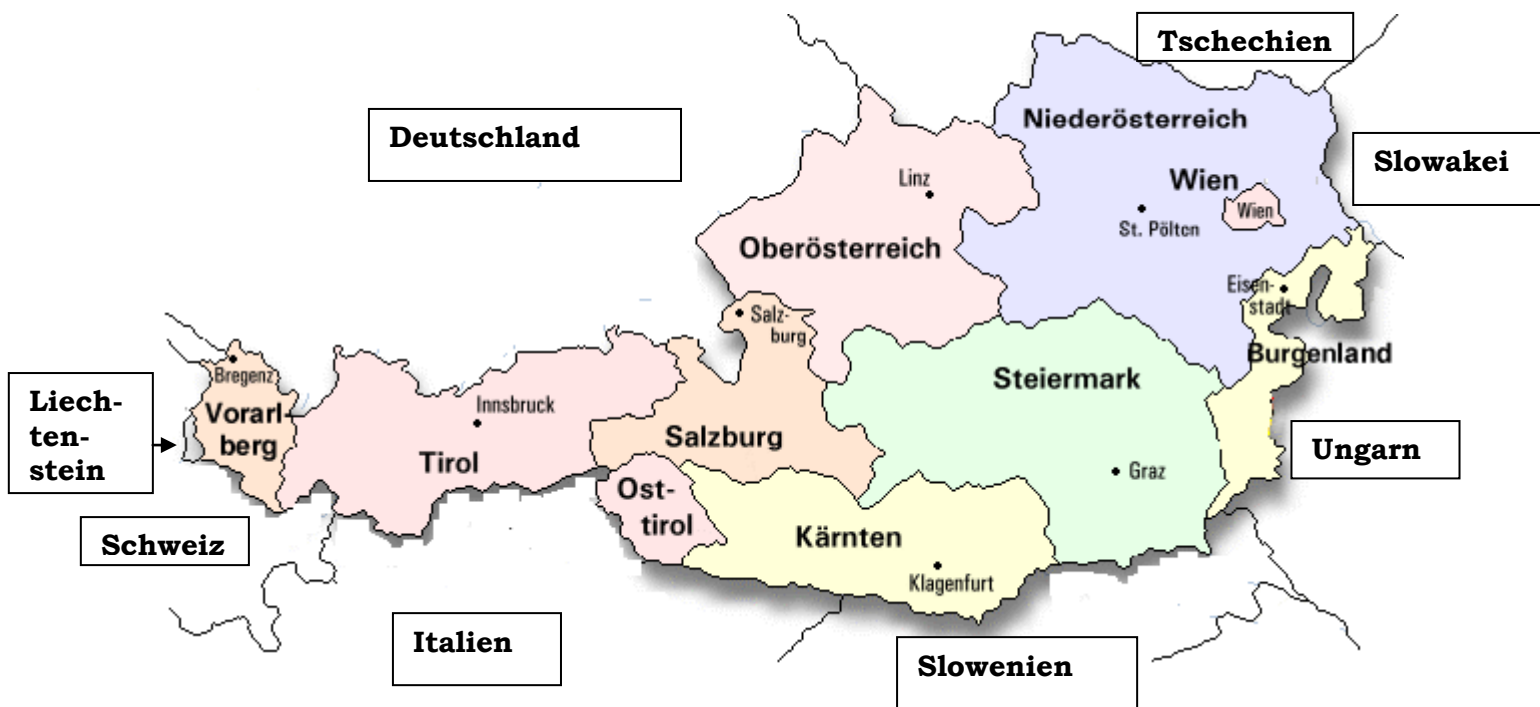 Tschechien
Deutschland
Niederösterreich
Slowakei
Linz
Wien
Wien
St. Pölten
Oberösterreich
Eisen-
stadt
Salz-
burg
Burgenland
Bregenz
Steiermark
Liech-
ten-
stein
Vorarl-
berg
Innsbruck
Tirol
Salzburg
Ungarn
Graz
Ost-
tirol
Schweiz
Kärnten
Klagenfurt
Italien
Slowenien